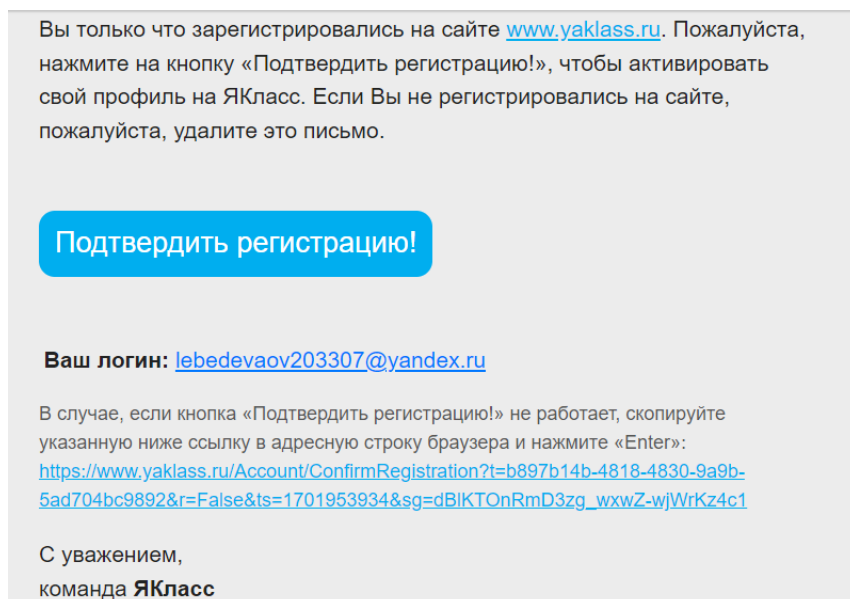 Вы только что зарегистрировались на сайте www.yaklass.ru. Пожалуйста,
нажмите на кнопку «Подтвердить регистрацию!», чтобы активировать
свой профиль на ЯКласс. Если Вы не регистрировались на сайте,
пожалуйста, удалите это письмо.
Подтвердить регистрацию!
Ваш логин: lebedevaov203307@yandex.ru
В случае, если кнопка «Подтвердить регистрацию!» не работает, скопируйте
указанную ниже ссылку в адресную строку браузера и нажмите «Enter»:
https://www.yaklass.ru/Account/ConfirmRegistration?t=b897b14b-4818-4830-9a9b-
5ad704bc9892&r=False&ts=1701953934&sg=dBlKTOnRmD3zg_wxwZ-wjWrKz4c1
С уважением,
команда ЯКласс